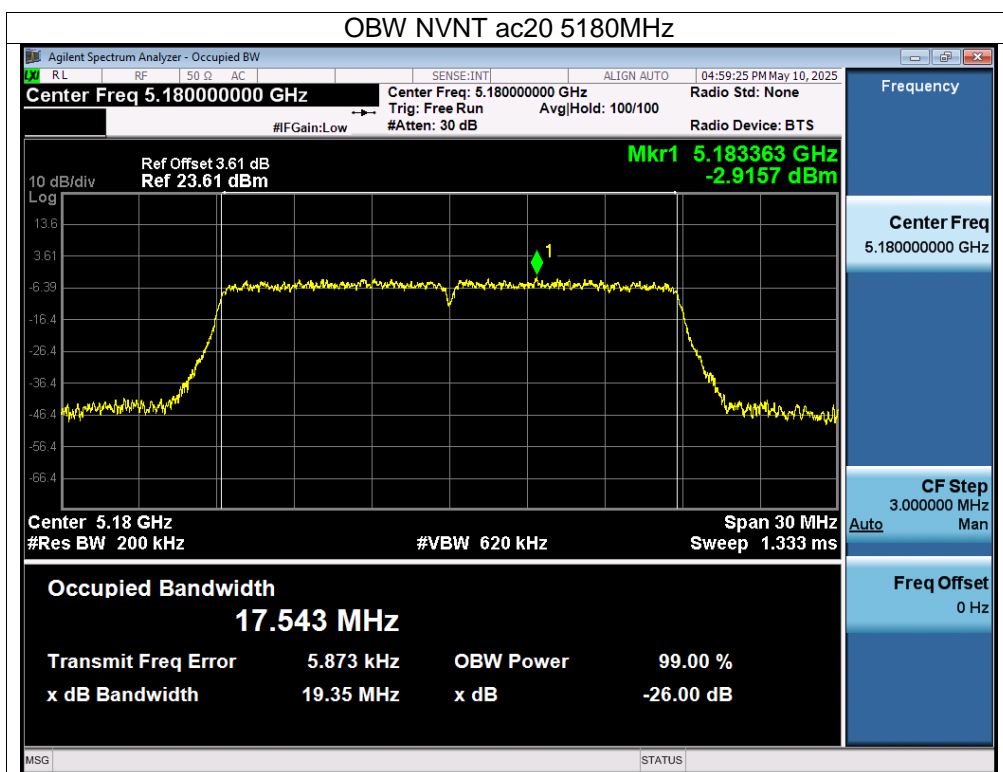 OBW NVNT ac20 5180MHz
Agilent Spectrum Analyzer - Occupied BW
LXI RL RF 50 Ω AC SENSE:INT ALIGN AUTO 04:59:25 PM May 10, 2025
Center Freq 5.180000000 GHz
Center Freq: 5.180000000 GHz
Radio Std: None
Trig: Free Run Avg|Hold: 100/100
#IFGain:Low #Atten: 30 dB Radio Device: BTS
Mkr1 5.183363 GHz
-2.9157 dBm
Ref Offset 3.61 dB
10 dB/div Ref 23.61 dBm
Log
13.6
3.61
-6.39
-16.4
-26.4
-36.4
-46.4
-56.4
-66.4
1
Center 5.18 GHz Span 30 MHz
#Res BW 200 kHz #VBW 620 kHz Sweep 1.333 ms
Occupied Bandwidth
17.543 MHz
Transmit Freq Error 5.873 kHz OBW Power 99.00 %
x dB Bandwidth 19.35 MHz x dB -26.00 dB
MSG STATUS
Frequency
Center Freq
5.180000000 GHz
CF Step
3.000000 MHz
Auto Man
Freq Offset
0 Hz